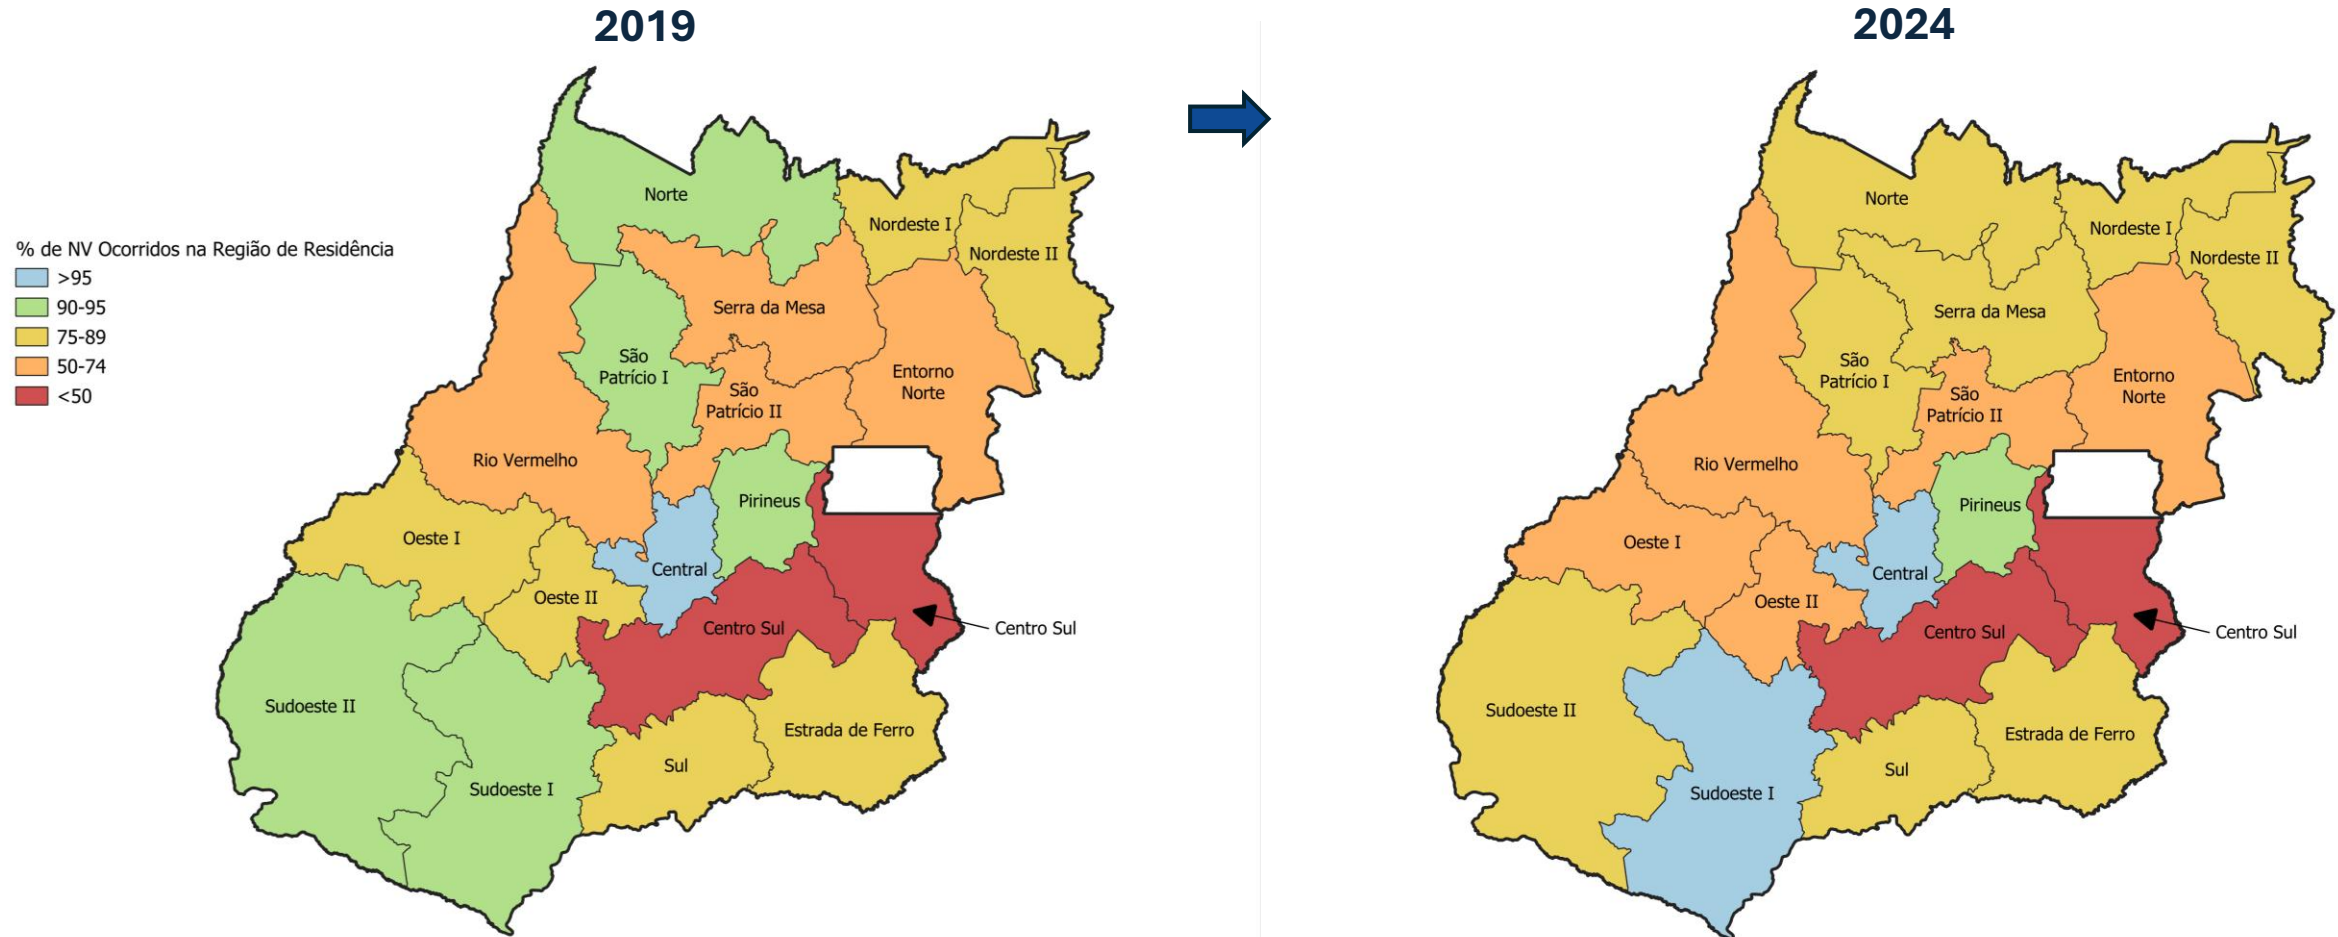 2019
2024
% de NV Ocorridos na Região de Residência
>95
90-95
75-89
50-74
<50
Norte
Nordeste I
Nordeste II
Serra da Mesa
São
Patrício I
Entorno
Norte
São
Patrício II
Rio Vermelho
Pirineus
Oeste I
Central
Oeste II
Centro Sul
Centro Sul
Sudoeste II
Estrada de Ferro
Sul
Sudoeste I
Norte
Nordeste I
Nordeste II
Serra da Mesa
São
Patrício I
Entorno
Norte
São
Patrício II
Rio Vermelho
Pirineus
Oeste I
Central
Oeste II
Centro Sul
Centro Sul
Sudoeste II
Estrada de Ferro
Sul
Sudoeste I